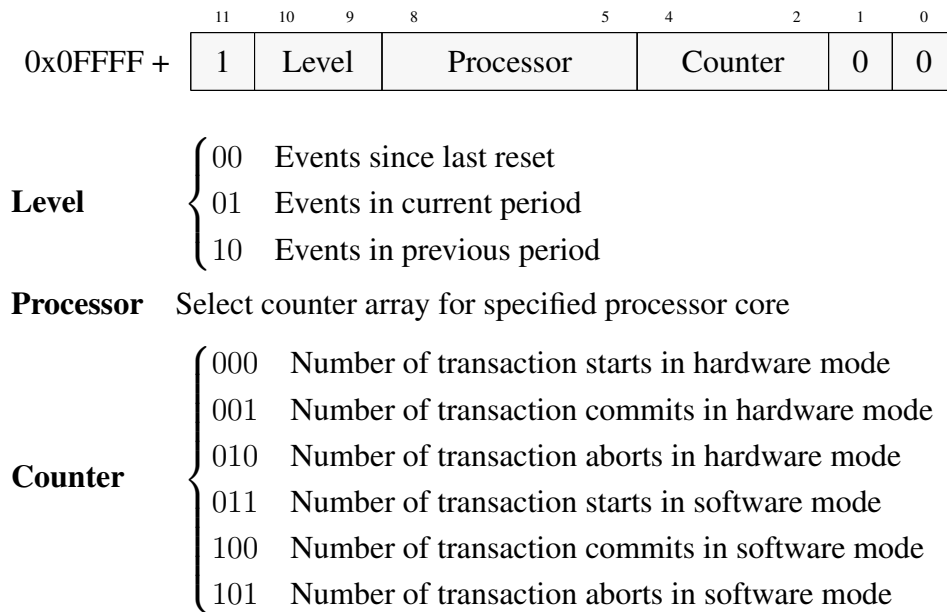 11 10 9 8 5 4 2 1 0
0x0FFFF + 1 Level Processor Counter 0 0
00 Events since last reset
Level 01 Events in current period
10 Events in previous period
Processor Select counter array for specified processor core
000 Number of transaction starts in hardware mode
001 Number of transaction commits in hardware mode
010 Number of transaction aborts in hardware mode
Counter
011 Number of transaction starts in software mode
100 Number of transaction commits in software mode
101 Number of transaction aborts in software mode